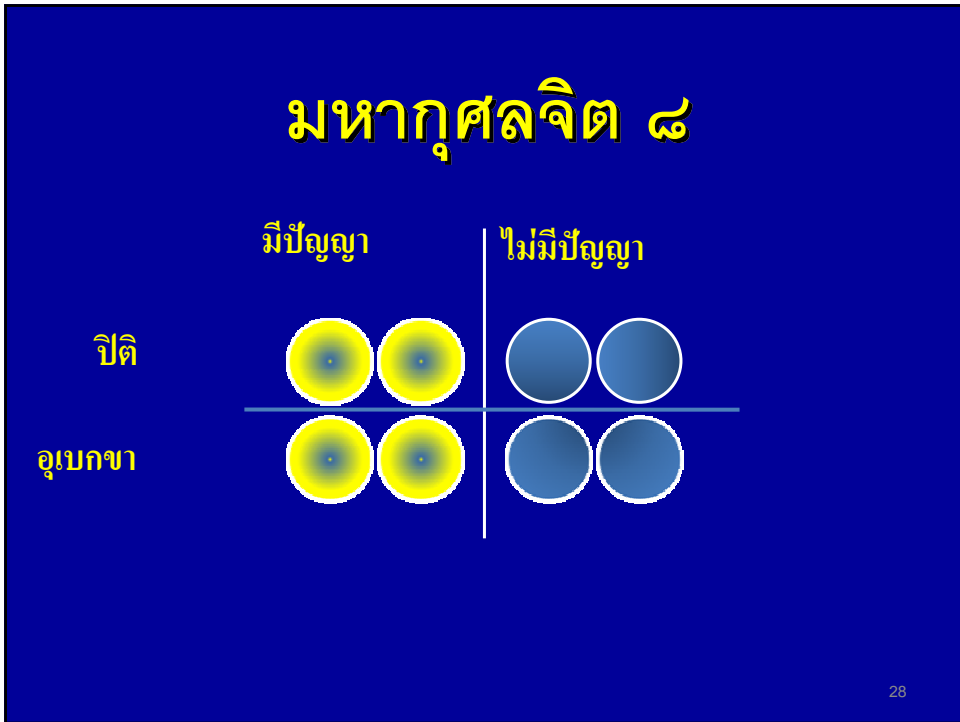 มหากุศลจิต ๘
มีปัญญา
ไม่มีปัญญา
ปีติ
อุเบกขา
28